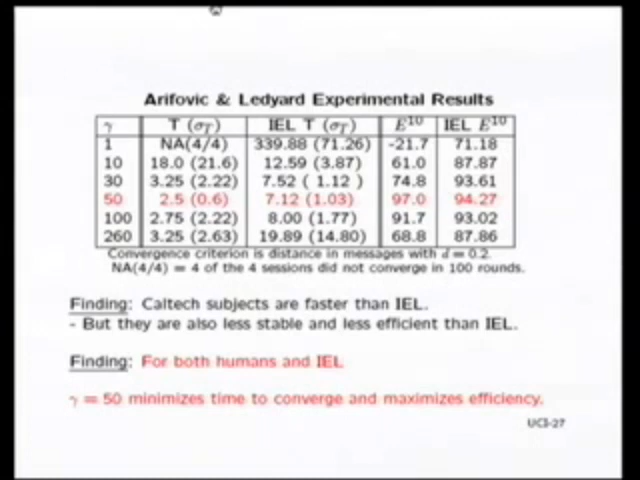 Arifovic & Ledyard Experimental Results
γ T (σ_T) IEL T (σ_T) E¹⁰ IEL E¹⁰
1 NA(4/4) 339.88 (71.26) -21.7 71.18
10 18.0 (21.6) 12.59 (3.87) 61.0 87.87
30 3.25 (2.22) 7.52 ( 1.12 ) 74.8 93.61
50 2.5 (0.6) 7.12 (1.03) 97.0 94.27
100 2.75 (2.22) 8.00 (1.77) 91.7 93.02
260 3.25 (2.63) 19.89 (14.80) 68.8 87.86
Convergence criterion is distance in messages with d = 0.2.
NA(4/4) = 4 of the 4 sessions did not converge in 100 rounds.
Finding: Caltech subjects are faster than IEL.
- But they are also less stable and less efficient than IEL.
Finding: For both humans and IEL
γ = 50 minimizes time to converge and maximizes efficiency.
UCI-27